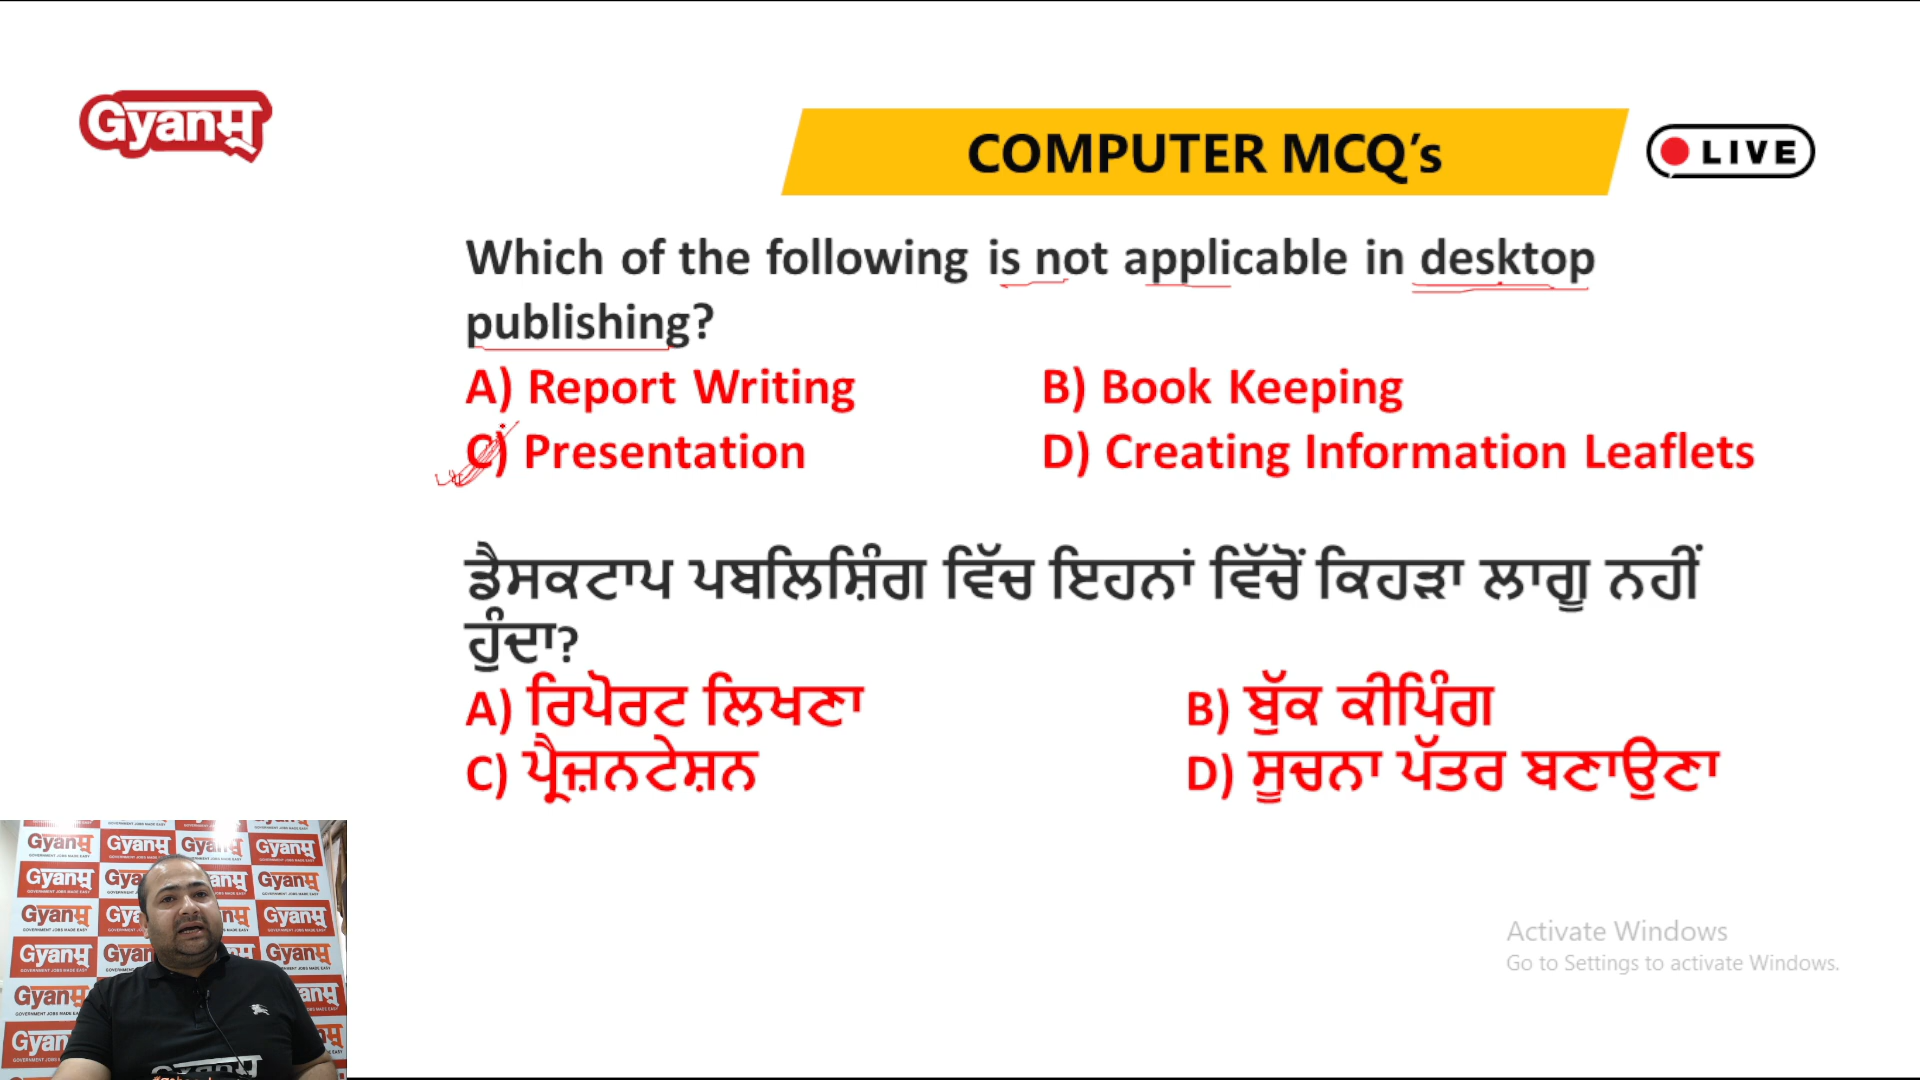 Gyanਸ਼੍ਰ
COMPUTER MCQ’s
LIVE
Which of the following is not applicable in desktop
publishing?
A) Report Writing B) Book Keeping
C) Presentation D) Creating Information Leaflets
ਡੈਸਕਟਾਪ ਪਬਲਿਸ਼ਿੰਗ ਵਿੱਚ ਇਹਨਾਂ ਵਿੱਚੋਂ ਕਿਹੜਾ ਲਾਗੂ ਨਹੀਂ
ਹੁੰਦਾ?
A) ਰਿਪੋਰਟ ਲਿਖਣਾ B) ਬੁੱਕ ਕੀਪਿੰਗ
C) ਪ੍ਰੈਜ਼ਨਟੇਸ਼ਨ D) ਸੂਚਨਾ ਪੱਤਰ ਬਣਾਉਣਾ
Activate Windows
Go to Settings to activate Windows.